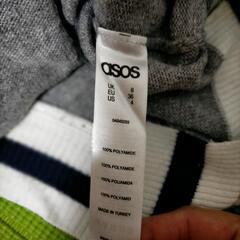 asos
UK 8
EU 36
US 4
100% POLYAMIDE
100% POLYAMIDE
100% POLIAMIDA
100% POLYAMID
MADE IN TURKEY